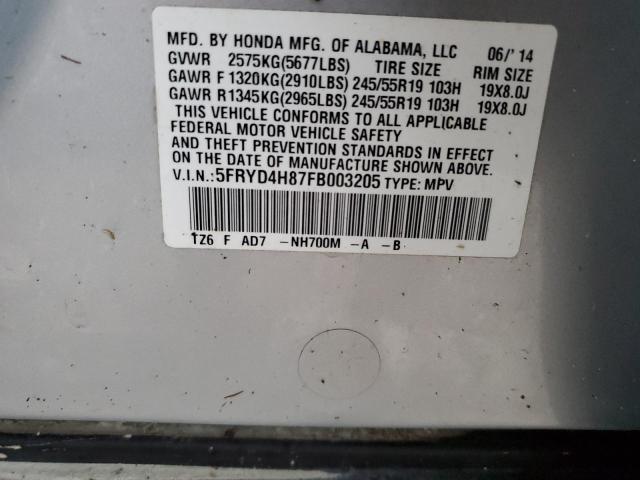 MFD. BY HONDA MFG. OF ALABAMA, LLC 06/'14
GVWR 2575KG(5677LBS) TIRE SIZE RIM SIZE
GAWR F 1320KG(2910LBS) 245/55R19 103H 19X8.0J
GAWR R1345KG(2965LBS) 245/55R19 103H 19X8.0J
THIS VEHICLE CONFORMS TO ALL APPLICABLE
FEDERAL MOTOR VEHICLE SAFETY
AND THEFT PREVENTION STANDARDS IN EFFECT
ON THE DATE OF MANUFACTURE SHOWN ABOVE.
V.I.N.:5FRYD4H87FB003205 TYPE: MPV
TZ6 F AD7 -NH700M -A -B